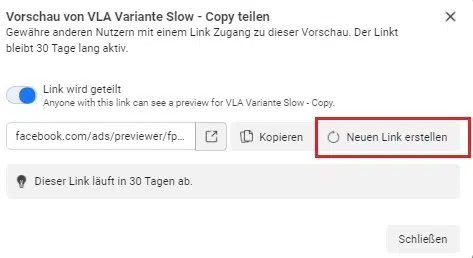 Vorschau von VLA Variante Slow - Copy teilen
Gewähre anderen Nutzern mit einem Link Zugang zu dieser Vorschau. Der Linkt
bleibt 30 Tage lang aktiv.
Link wird geteilt
Anyone with this link can see a preview for VLA Variante Slow - Copy.
facebook.com/ads/previewer/fp... Kopieren Neuen Link erstellen
Dieser Link läuft in 30 Tagen ab.
Schließen